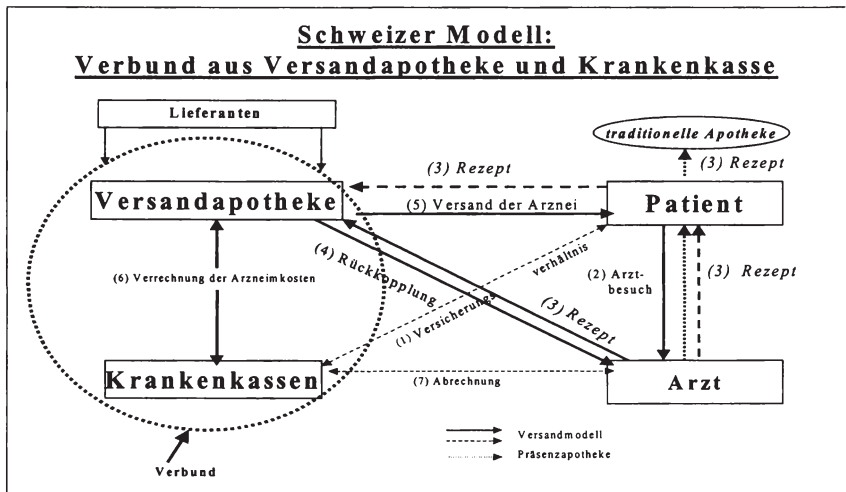 Schweizer Modell:
Verbund aus Versandapotheke und Krankenkasse
Lieferanten
traditionelle Apotheke
(3) Rezept
(3) Rezept
Versandapotheke
(5) Versand der Arznei
Patient
(4) Rückkopplung
(1) Versicherungs verhältnis
(2) Arzt-
besuch
(3) Rezept
(6) Verrechnung der Arzneimkosten
(3) Rezept
Krankenkassen
(7) Abrechnung
Arzt
Versandmodell
Präsenzapotheke
Verbund